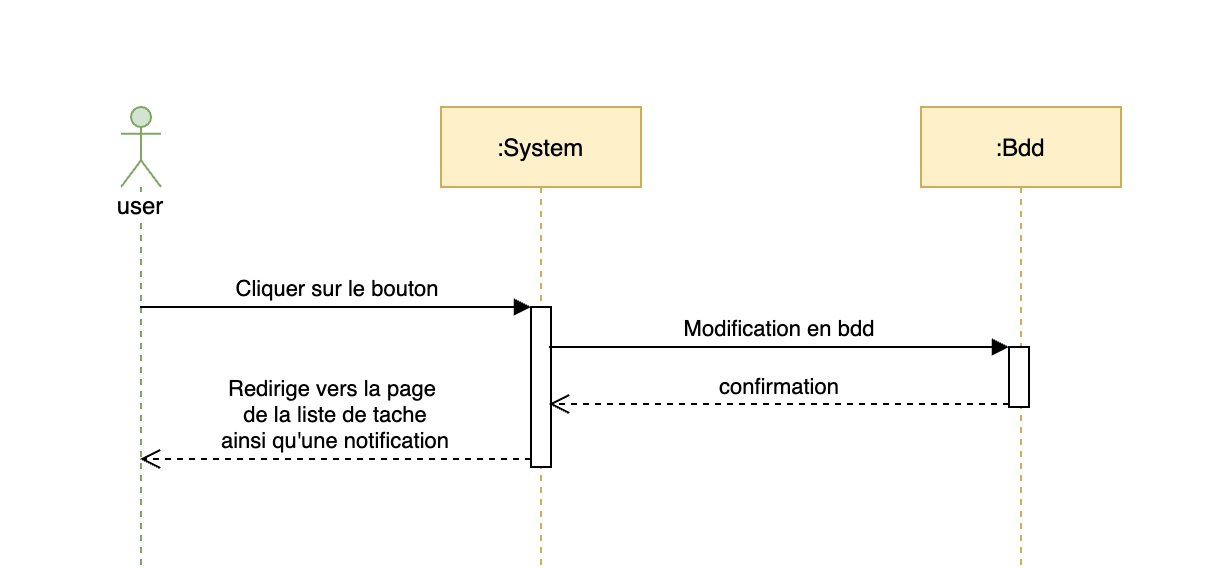 :System
:Bdd
user
Cliquer sur le bouton
Modification en bdd
confirmation
Redirige vers la page
de la liste de tache
ainsi qu'une notification